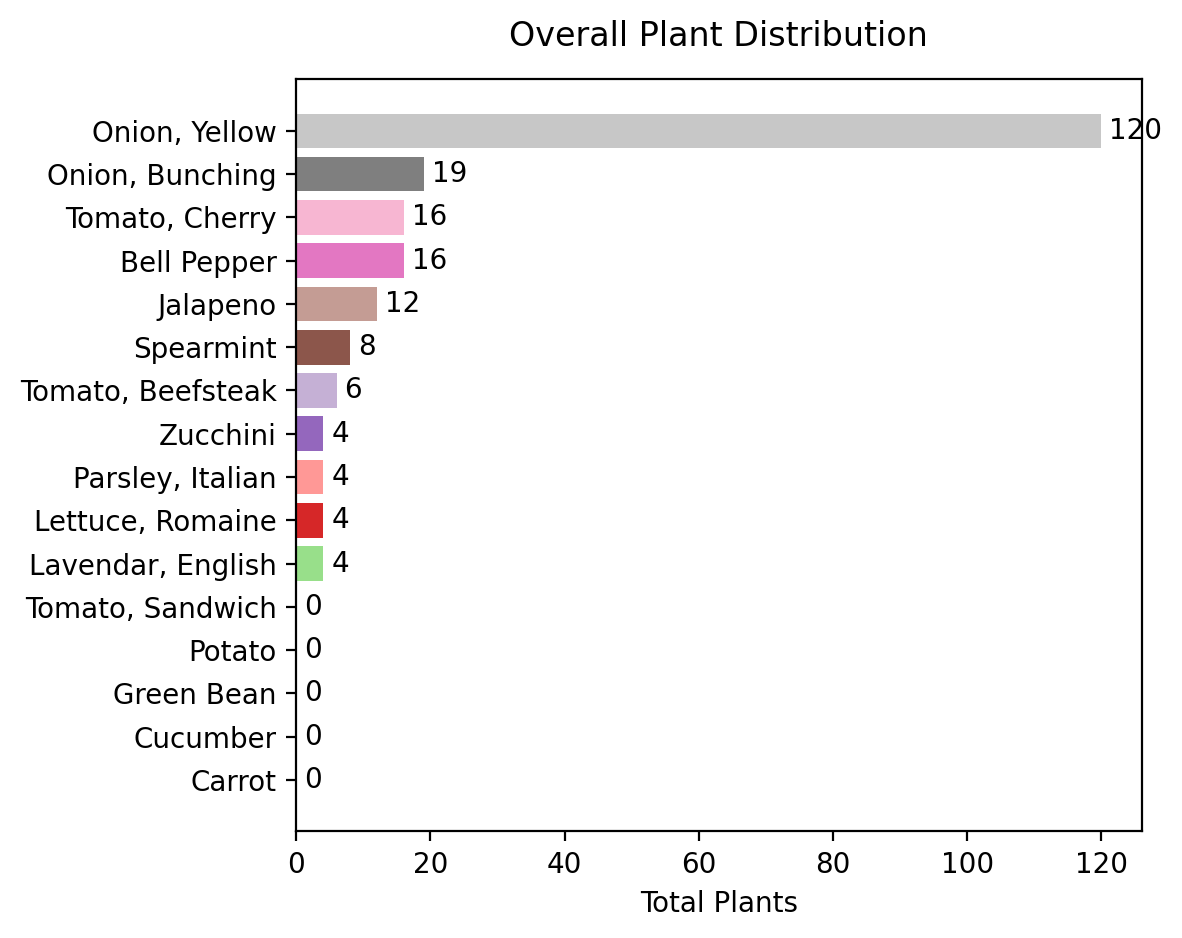 Overall Plant Distribution
Onion, Yellow 120
Onion, Bunching 19
Tomato, Cherry 16
Bell Pepper 16
Jalapeno 12
Spearmint 8
Tomato, Beefsteak 6
Zucchini 4
Parsley, Italian 4
Lettuce, Romaine 4
Lavendar, English 4
Tomato, Sandwich 0
Potato 0
Green Bean 0
Cucumber 0
Carrot 0
0 20 40 60 80 100 120
Total Plants